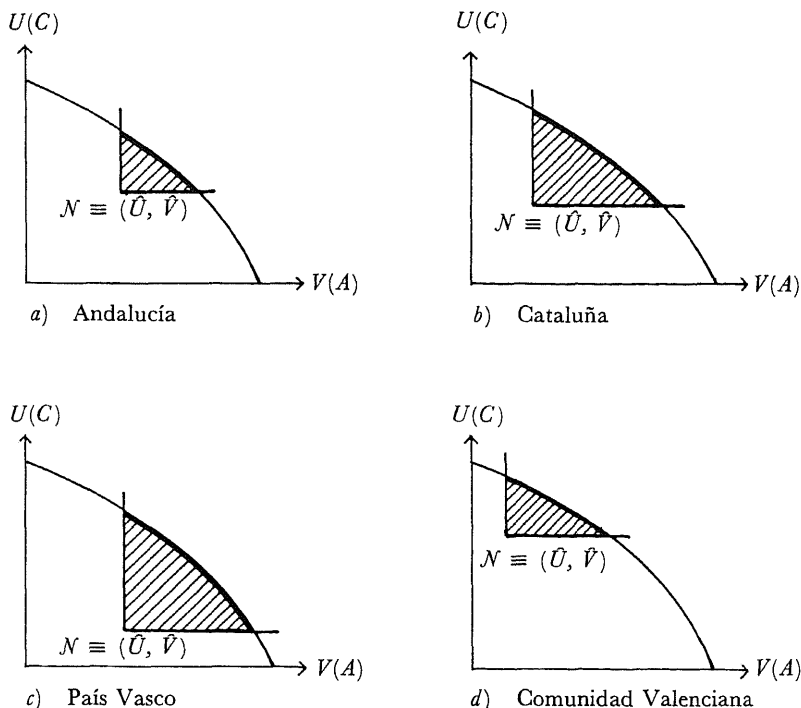 U(C)
N ≡ (Û, V̂)
V(A)
a) Andalucía
U(C)
N ≡ (Û, V̂)
V(A)
b) Cataluña
U(C)
N ≡ (Û, V̂)
V(A)
c) País Vasco
U(C)
N ≡ (Û, V̂)
V(A)
d) Comunidad Valenciana